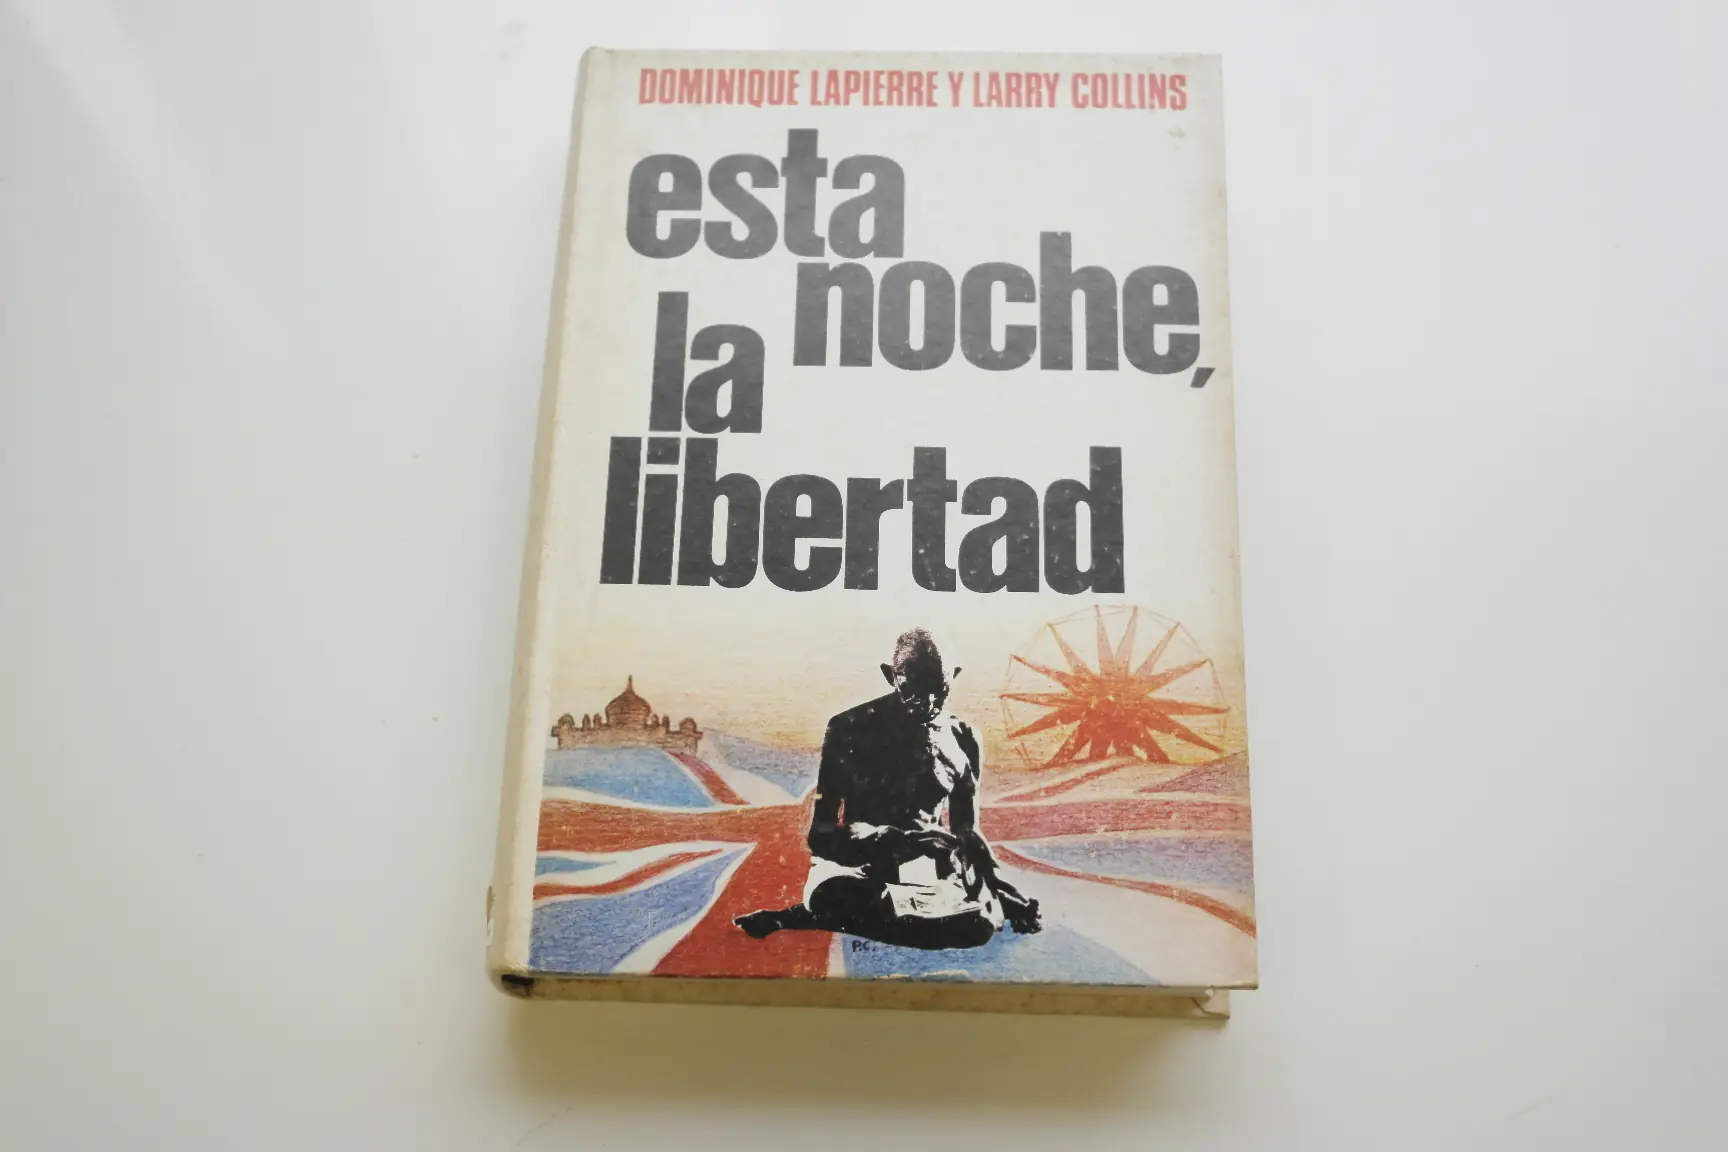 DOMINIQUE LAPIERRE Y LARRY COLLINS
esta
noche,
la
libertad
P.G.